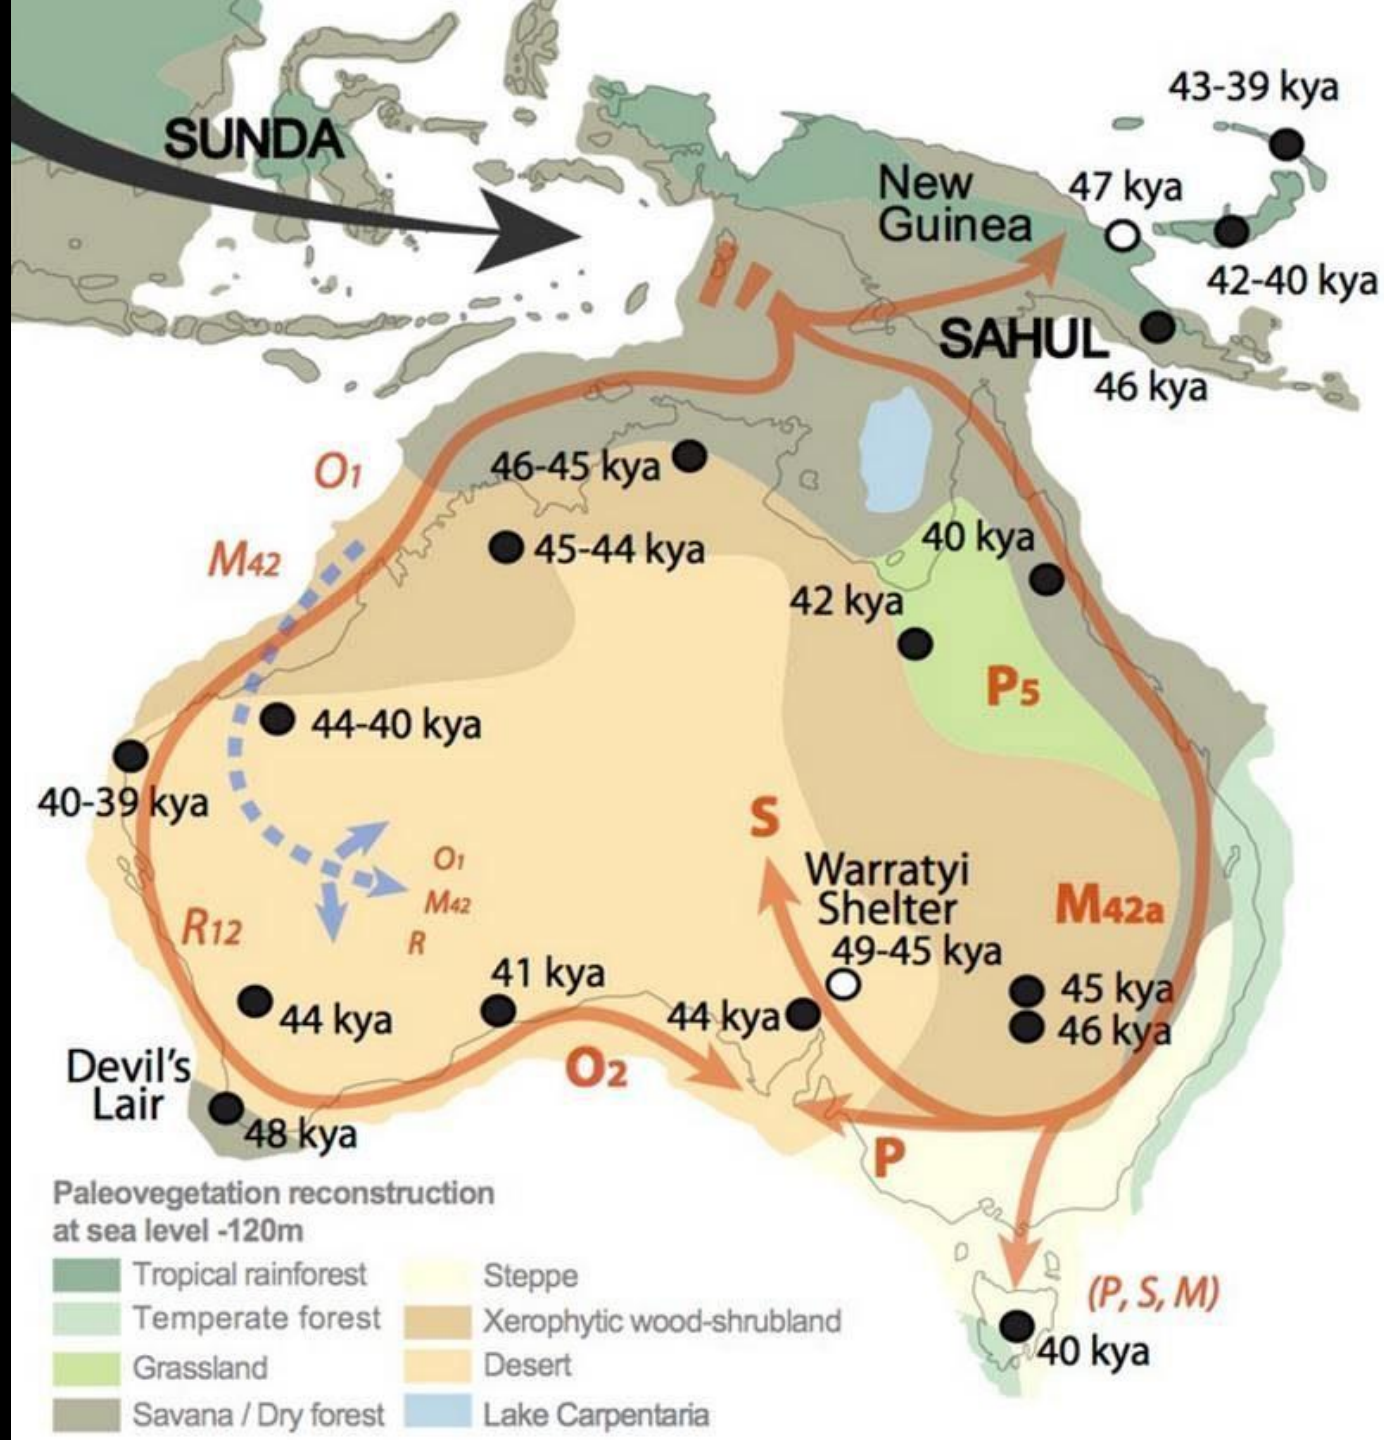 43-39 kya
SUNDA
New
Guinea
47 kya
42-40 kya
SAHUL
46 kya
O1
46-45 kya
M42
45-44 kya
40 kya
42 kya
P5
44-40 kya
40-39 kya
S
Warratyi
Shelter
49-45 kya
O1
M42
R
M42a
R12
41 kya
44 kya
44 kya
45 kya
46 kya
O2
Devil's
Lair
48 kya
P
Paleovegetation reconstruction
at sea level -120m
Tropical rainforest
Temperate forest
Grassland
Savana / Dry forest
Steppe
Xerophytic wood-shrubland
Desert
Lake Carpentaria
(P, S, M)
40 kya